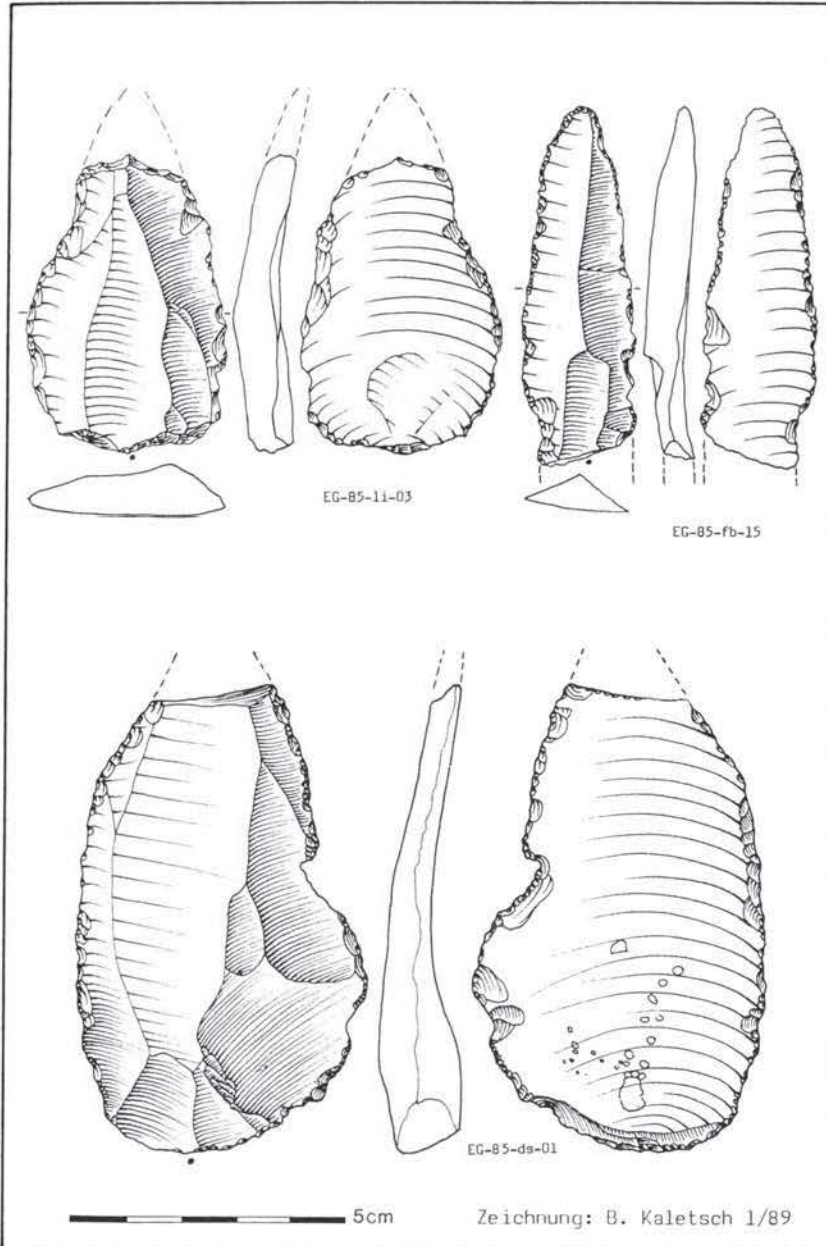 EG-85-li-03
EG-85-fb-15
EG-85-ds-01
5cm
Zeichnung: B. Kaletsch 1/89